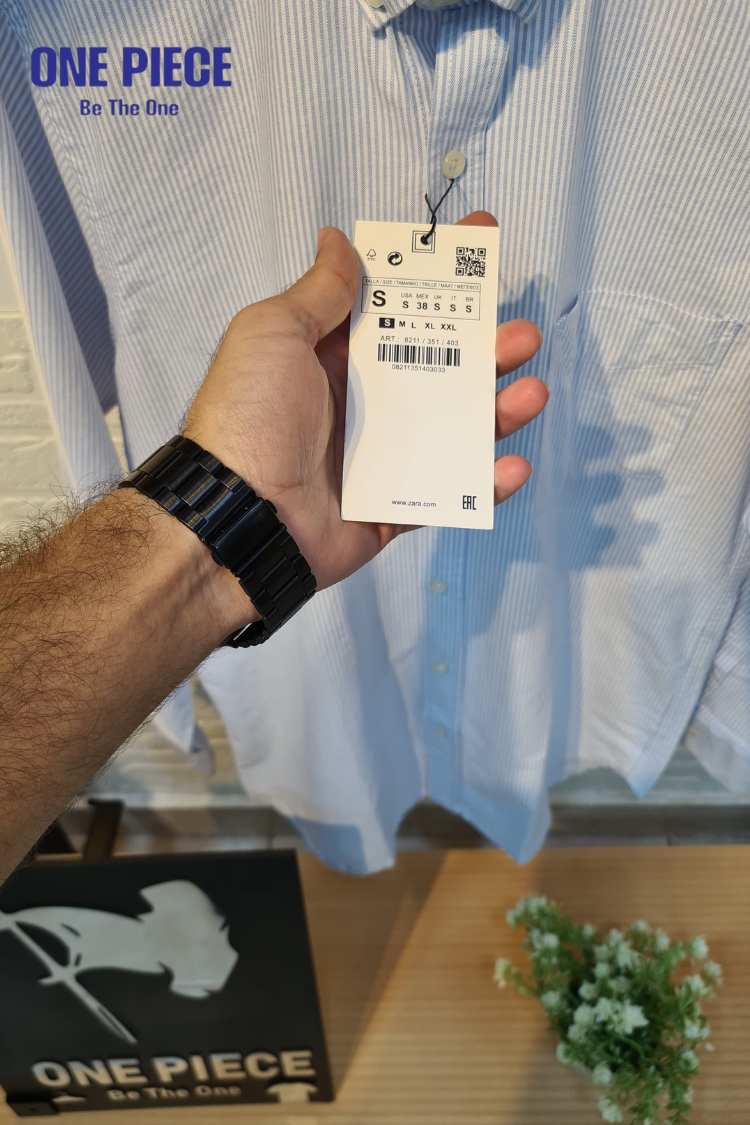 ONE PIECE
Be The One
TALLA / SIZE / TAMANHO / TAILLE / MAAT / МЕГЕБОΣ
S
USA MEX UK IT BR
S 38 S S S
S M L XL XXL
ART.: 8211 / 351 / 403
08211351403033
www.zara.com
EAC
ONE PIECE
Be The One